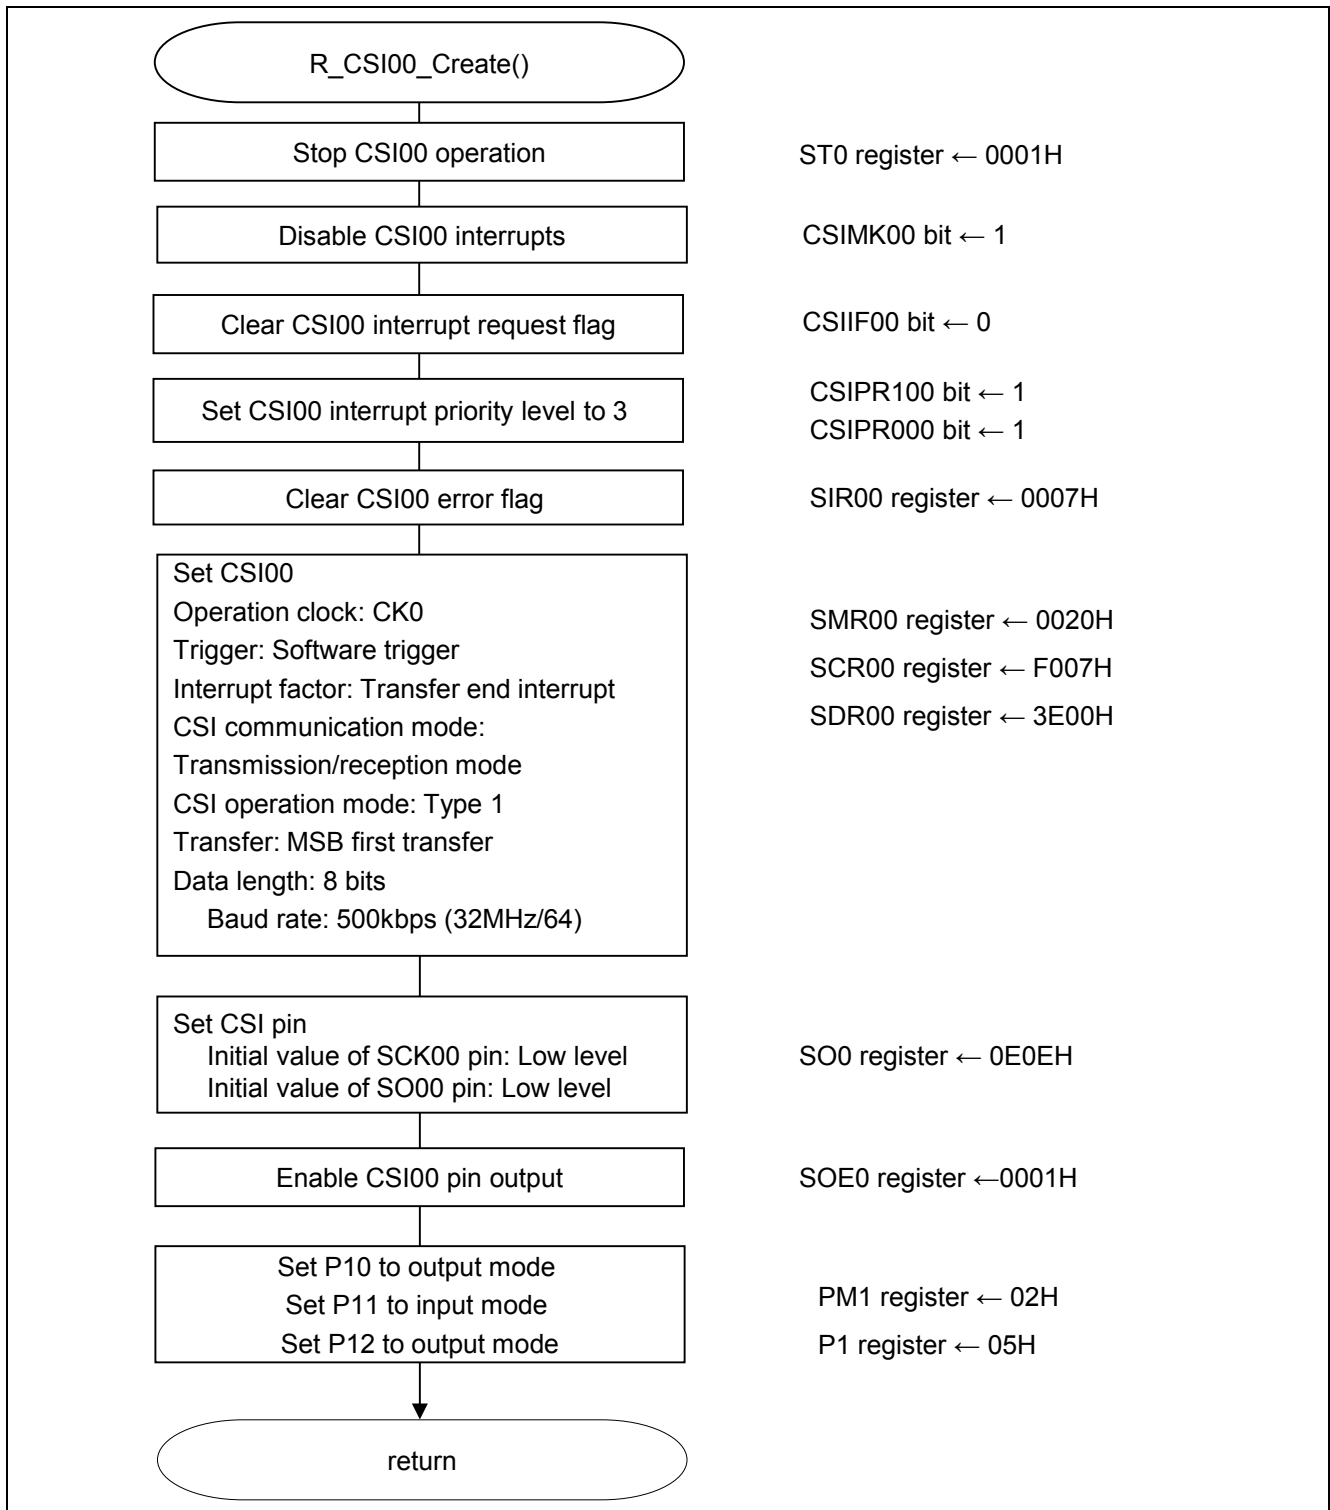 R_CSI00_Create()
Stop CSI00 operation
ST0 register ← 0001H
Disable CSI00 interrupts
CSIMK00 bit ← 1
Clear CSI00 interrupt request flag
CSIIF00 bit ← 0
Set CSI00 interrupt priority level to 3
CSIPR100 bit ← 1
CSIPR000 bit ← 1
Clear CSI00 error flag
SIR00 register ← 0007H
Set CSI00
Operation clock: CK0
Trigger: Software trigger
Interrupt factor: Transfer end interrupt
CSI communication mode:
Transmission/reception mode
CSI operation mode: Type 1
Transfer: MSB first transfer
Data length: 8 bits
Baud rate: 500kbps (32MHz/64)
SMR00 register ← 0020H
SCR00 register ← F007H
SDR00 register ← 3E00H
Set CSI pin
Initial value of SCK00 pin: Low level
Initial value of SO00 pin: Low level
SO0 register ← 0E0EH
Enable CSI00 pin output
SOE0 register ←0001H
Set P10 to output mode
Set P11 to input mode
Set P12 to output mode
PM1 register ← 02H
P1 register ← 05H
return